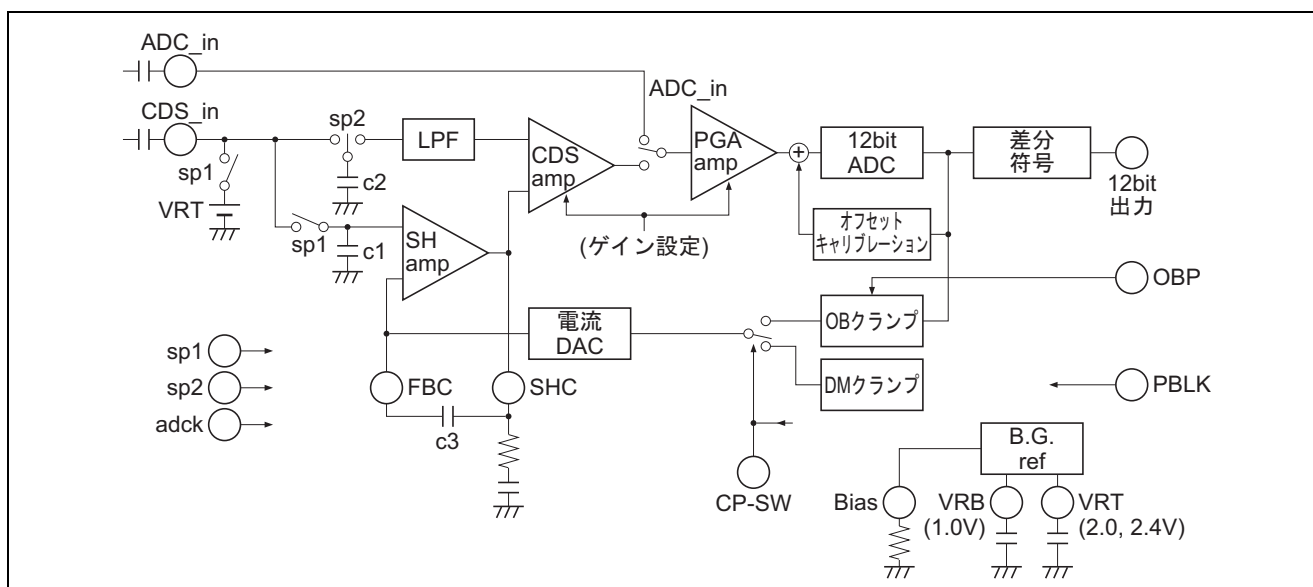 ADC_in
CDS_in
sp1
VRT
sp2
c2
LPF
CDS
amp
ADC_in
PGA
amp
12bit
ADC
差分
符号
12bit
出力
sp1
c1
SH
amp
(ゲイン設定)
オフセット
キャリブレーション
OBP
電流
DAC
OBクランプ
DMクランプ
PBLK
sp1
sp2
adck
FBC
SHC
c3
CP-SW
B.G.
ref
Bias
VRB
(1.0V)
VRT
(2.0, 2.4V)